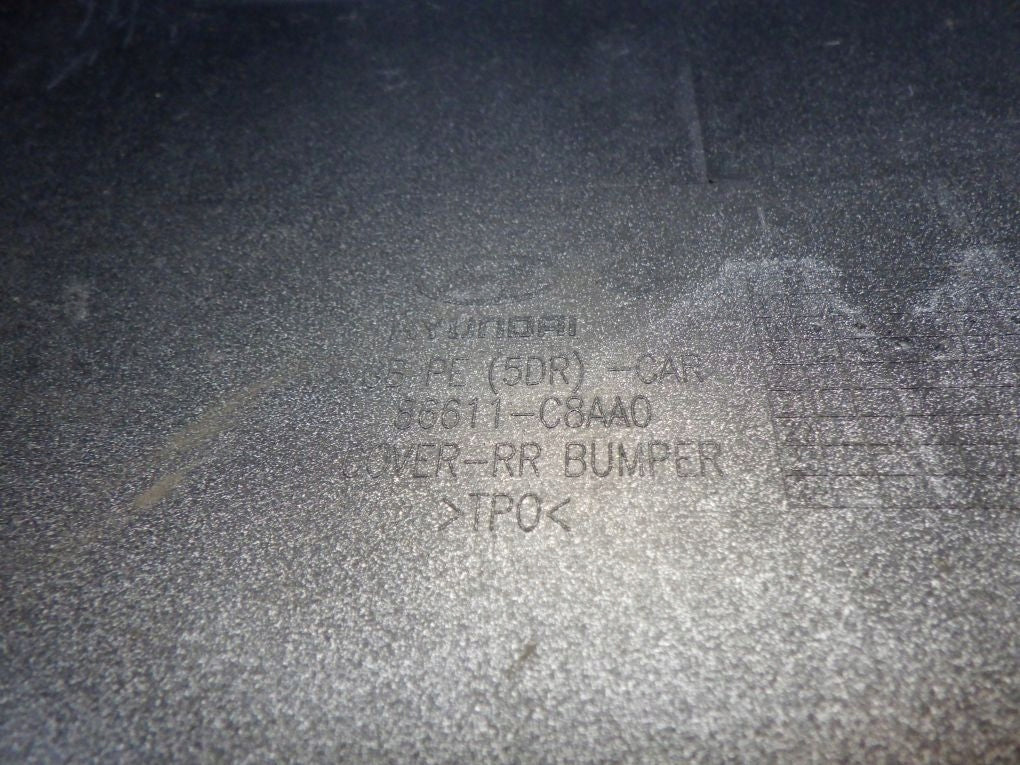 HYUNDAI
PE (5DR) -CAR
86611-C8AA0
COVER-RR BUMPER
>TPO<